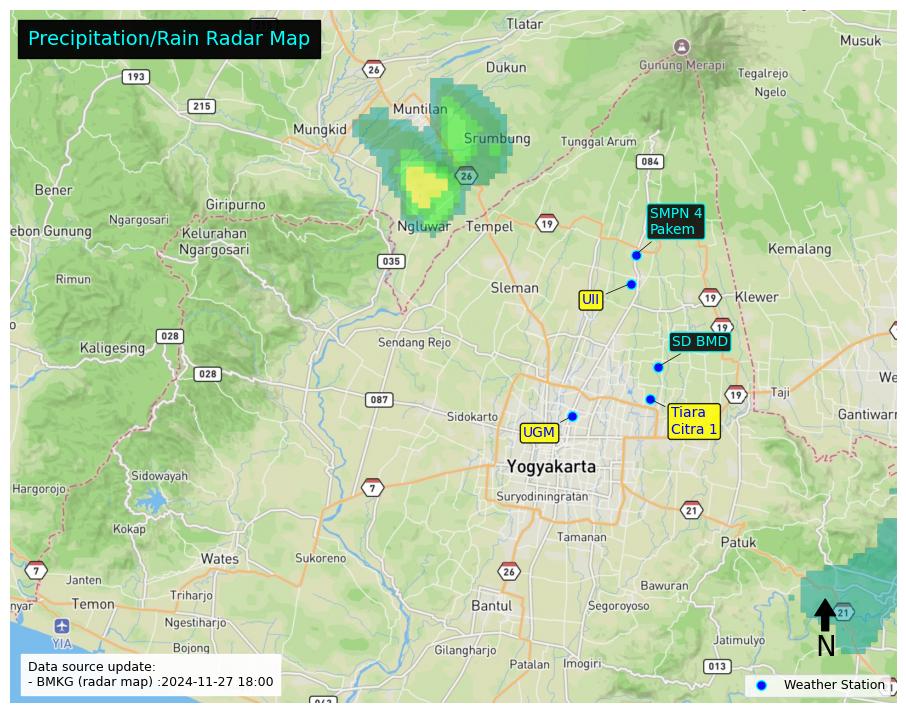 Precipitation/Rain Radar Map
Tlatar
Musuk
26
Dukun
Gunung Merapi
193
Tegalrejo
Ngelo
215
Muntilan
Mungkid
Srumbung
Tunggal Arum
084
26
Bener
Giripurno
Ngargosari
Kelurahan
Ngargosari
ebon Gunung
Ngluwar
Tempel
19
SMPN 4
Pakem
Kemalang
035
Rimun
Sleman
UII
19
Klewer
19
028
Kaligesing
Sendang Rejo
SD BMD
028
087
19
Taji
We
Sidokarto
Tiara
Citra 1
Gantiwarn
UGM
Yogyakarta
Sidowayah
Hargorojo
7
Suryodiningratan
21
Kokap
Tamanan
Patuk
Wates
Sukoreno
7
26
Janten
Bawuran
nyar
Temon
Triharjo
Bantul
Segoroyoso
21
Ngestiharjo
YIA
Jatimulyo
N
Bojong
Gilangharjo
Patalan
Imogiri
013
Data source update:
- BMKG (radar map) :2024-11-27 18:00
Weather Station